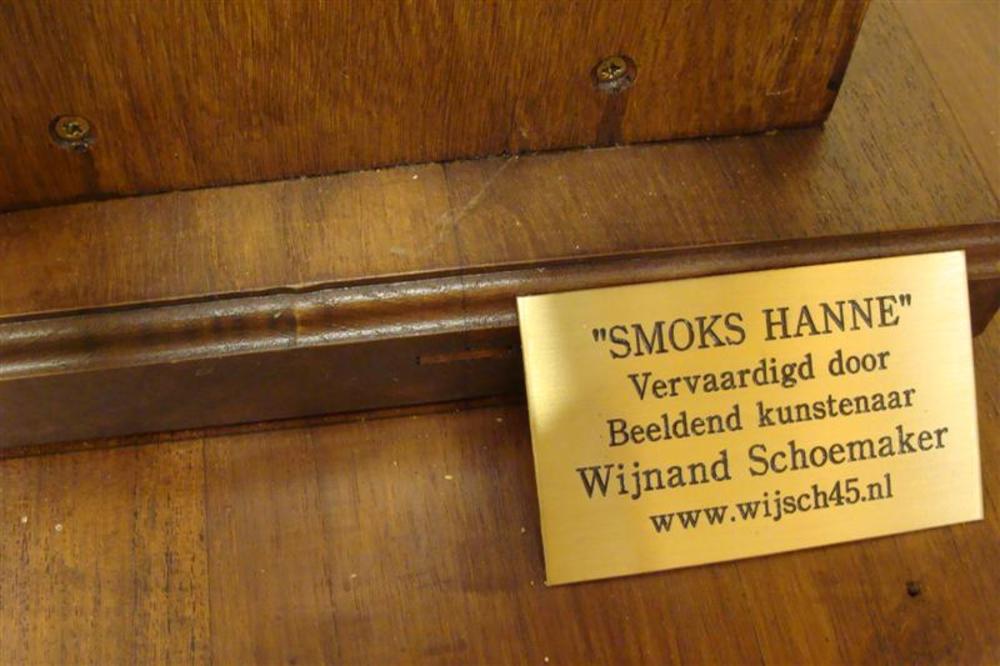 "SMOKS HANNE"
Vervaardigd door
Beeldend kunstenaar
Wijnand Schoemaker
www.wijsch45.nl